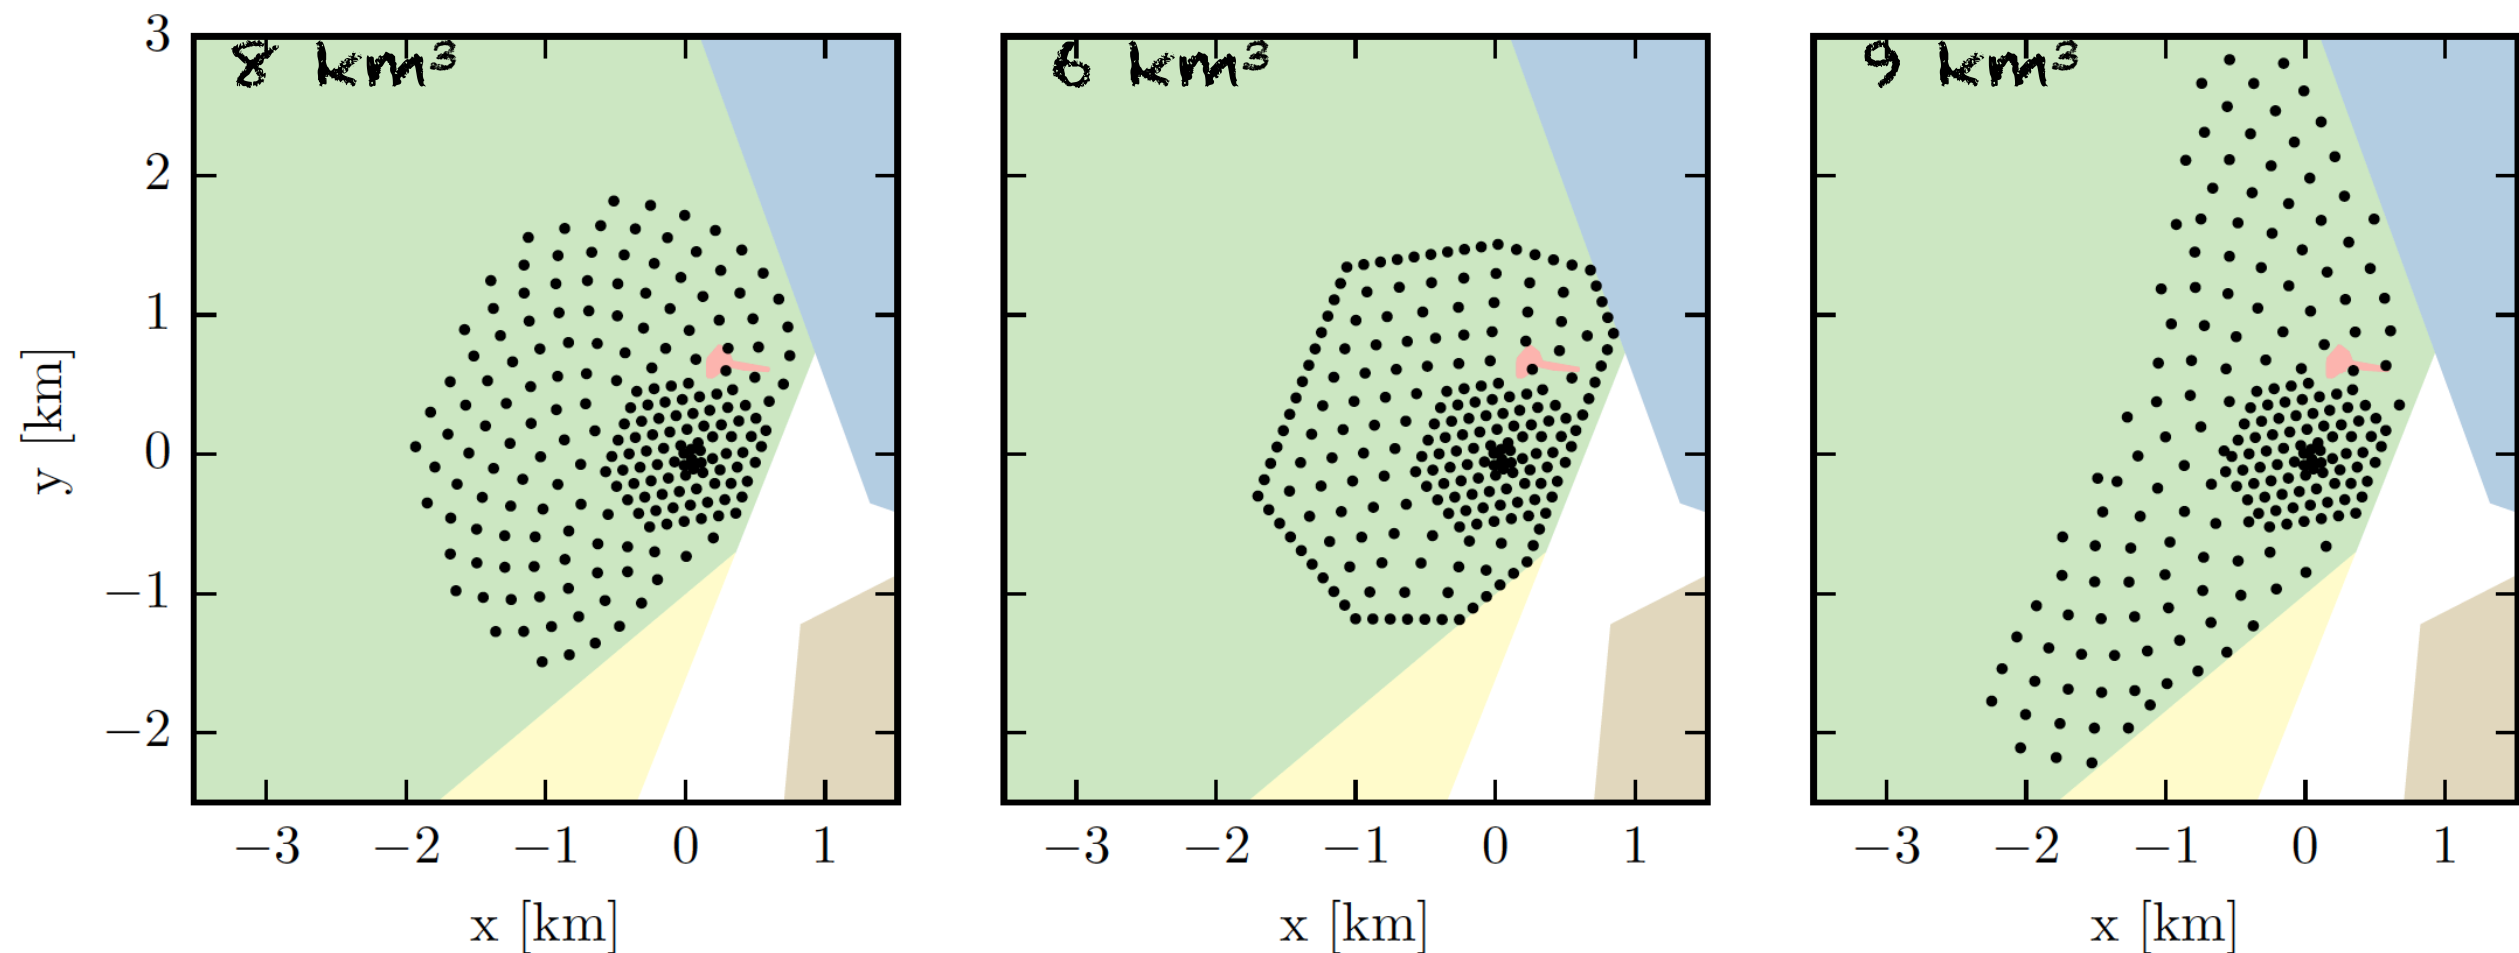 8 km³ 6 km³ 9 km³
3
2
1
0
−1
−2
y [km]
−3 −2 −1 0 1 −3 −2 −1 0 1 −3 −2 −1 0 1
x [km] x [km] x [km]